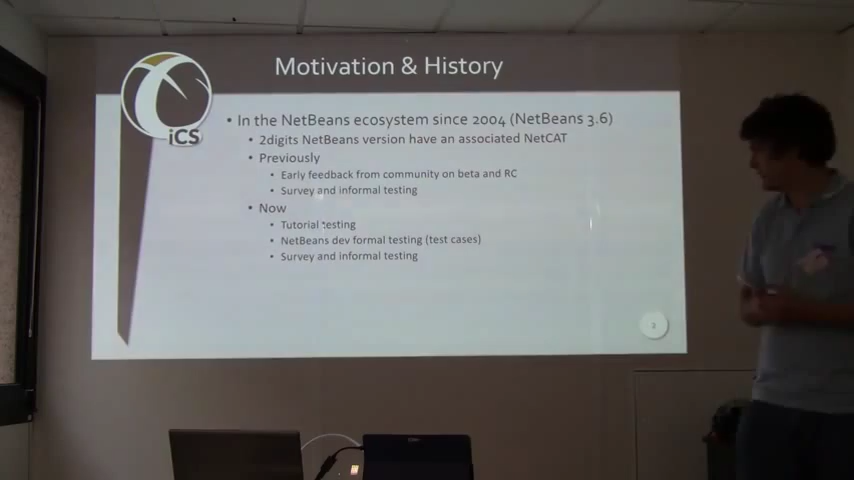 Motivation & History
iCS
In the NetBeans ecosystem since 2004 (NetBeans 3.6)
2digits NetBeans version have an associated NetCAT
Previously
Early feedback from community on beta and RC
Survey and informal testing
Now
Tutorial testing
NetBeans dev formal testing (test cases)
Survey and informal testing
2